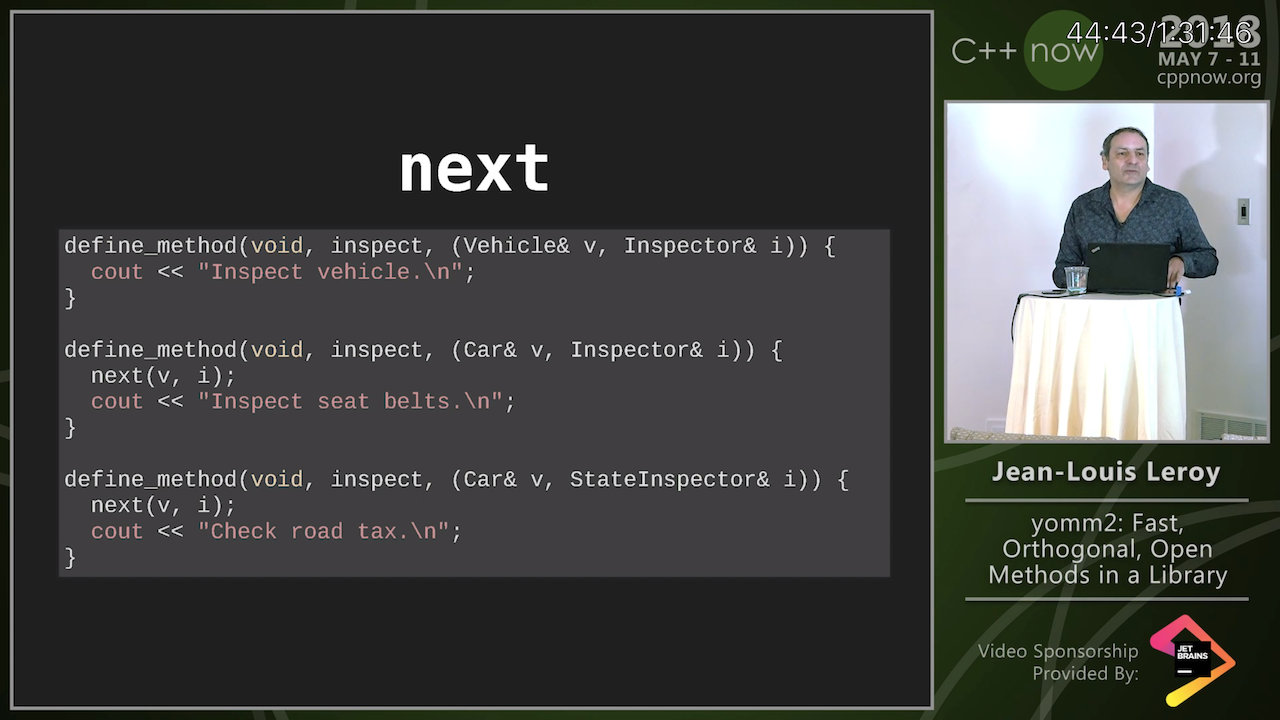 next
define_method(void, inspect, (Vehicle& v, Inspector& i)) {
  cout << "Inspect vehicle.\n";
}
define_method(void, inspect, (Car& v, Inspector& i)) {
  next(v, i);
  cout << "Inspect seat belts.\n";
}
define_method(void, inspect, (Car& v, StateInspector& i)) {
  next(v, i);
  cout << "Check road tax.\n";
}
C++ now
44:43/1:31:46
2018
MAY 7 - 11
cppnow.org
Jean-Louis Leroy
yomm2: Fast,
Orthogonal, Open
Methods in a Library
Video Sponsorship
Provided By:
JET
BRAINS